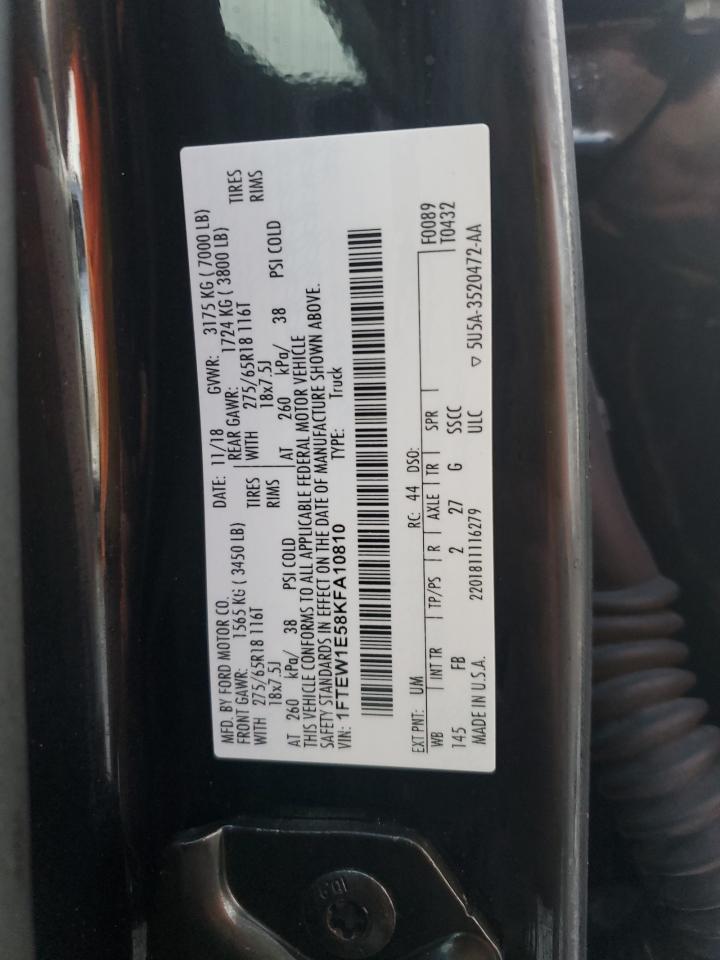 MFD. BY FORD MOTOR CO. DATE: 11/18 GVWR: 3175 KG ( 7000 LB)
FRONT GAWR: 1565 KG ( 3450 LB) REAR GAWR: 1724 KG ( 3800 LB)
WITH 275/65R18 116T TIRES WITH 275/65R18 116T TIRES
18x7.5J RIMS 18x7.5J RIMS
AT 260 kPa/ 38 PSI COLD AT 260 kPa/ 38 PSI COLD
THIS VEHICLE CONFORMS TO ALL APPLICABLE FEDERAL MOTOR VEHICLE
SAFETY STANDARDS IN EFFECT ON THE DATE OF MANUFACTURE SHOWN ABOVE.
VIN: 1FTEW1E58KFA10810 TYPE: Truck
F0089
T0432
EXT PNT: UM RC: 44 DSO:
WB INT TR TP/PS R AXLE TR SPR
145 FB 2 27 G SSCC
MADE IN U.S.A. 2201811116279 ULC ▽ 5U5A-3520472-AA
10.9